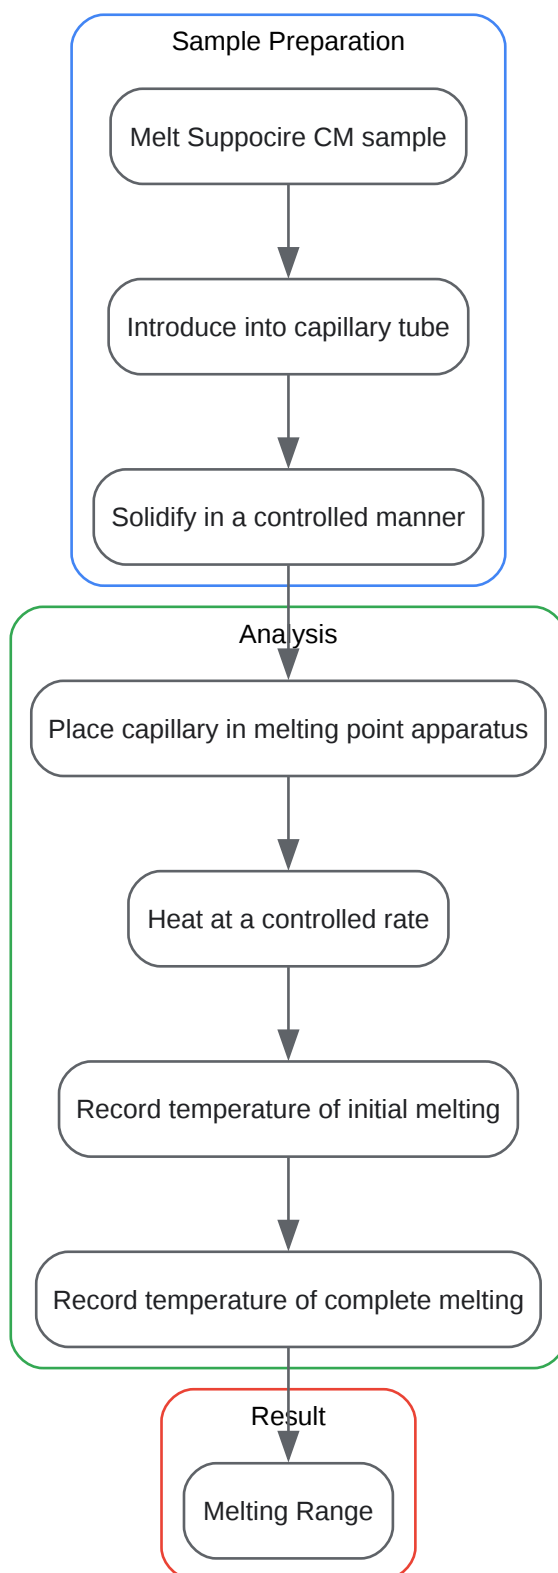 Sample Preparation
Melt Suppocire CM sample
Introduce into capillary tube
Solidify in a controlled manner
Analysis
Place capillary in melting point apparatus
Heat at a controlled rate
Record temperature of initial melting
Record temperature of complete melting
Result
Melting Range